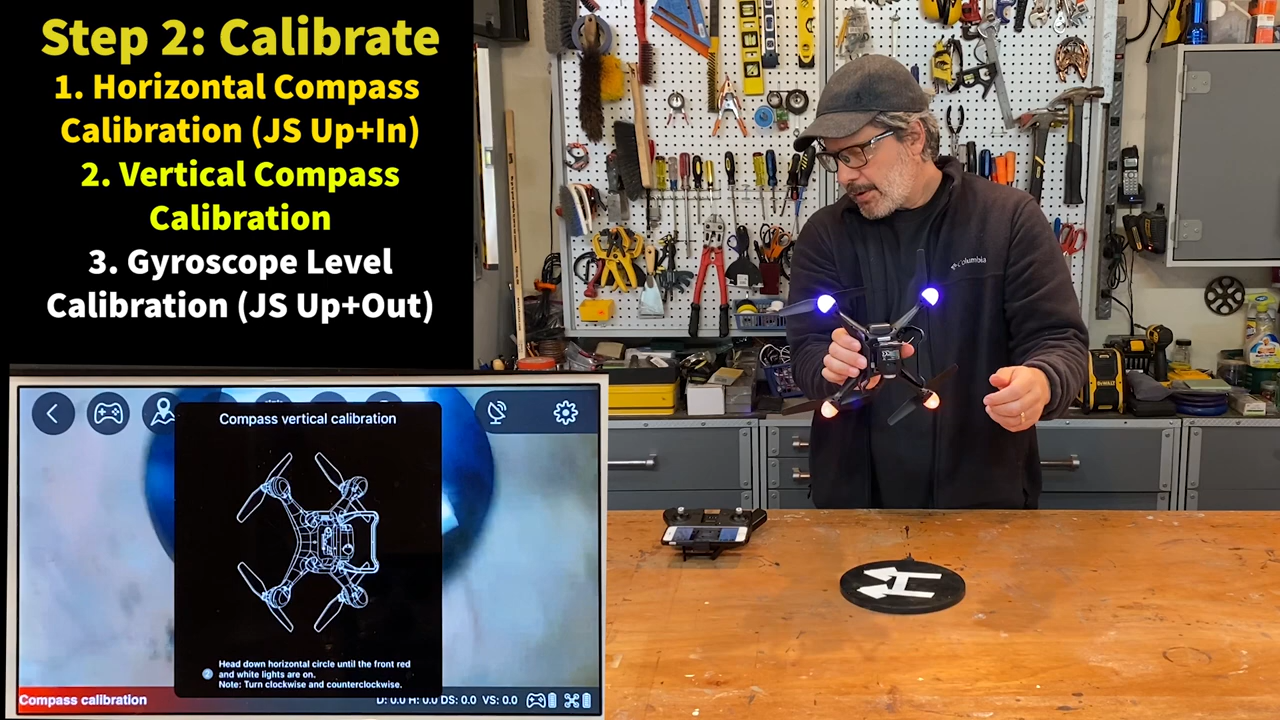 Step 2: Calibrate
1. Horizontal Compass
Calibration (JS Up+In)
2. Vertical Compass
Calibration
3. Gyroscope Level
Calibration (JS Up+Out)
Compass vertical calibration
2 Head down horizontal circle until the front red
and white lights are on.
Note: Turn clockwise and counterclockwise.
Compass calibration
D: 0.0 H: 0.0 DS: 0.0 VS: 0.0
Columbia
H
DEWALT